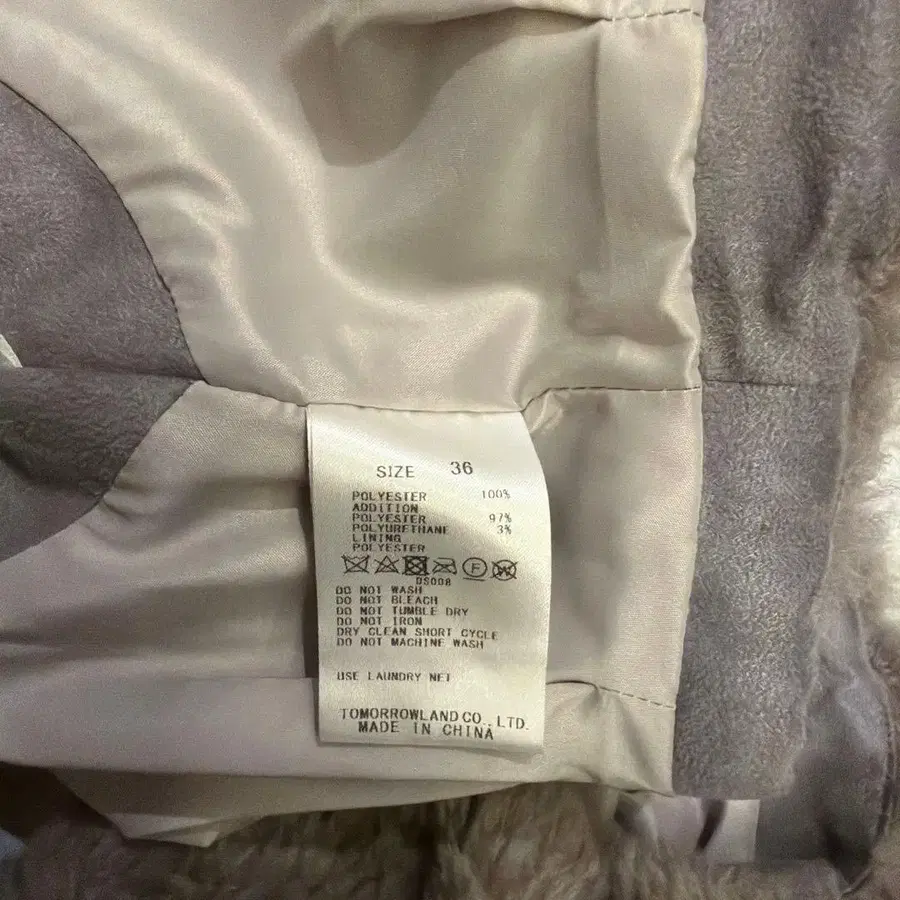 SIZE 36
POLYESTER 100%
ADDITION
POLYESTER 97%
POLYURETHANE 3%
LINING
POLYESTER
F W
DS008
DO NOT WASH
DO NOT BLEACH
DO NOT TUMBLE DRY
DO NOT IRON
DRY CLEAN SHORT CYCLE
DO NOT MACHINE WASH
USE LAUNDRY NET
TOMORROWLAND CO., LTD.
MADE IN CHINA